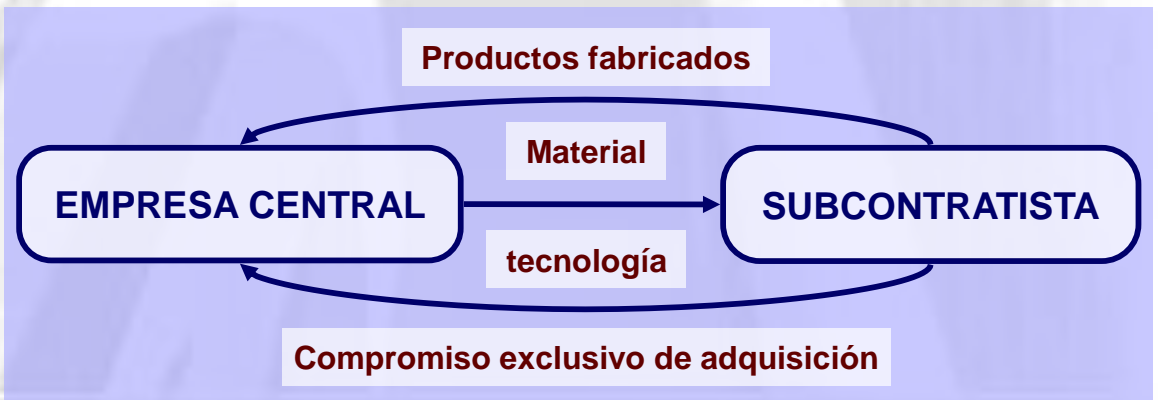 Productos fabricados
Material
EMPRESA CENTRAL
SUBCONTRATISTA
tecnología
Compromiso exclusivo de adquisición